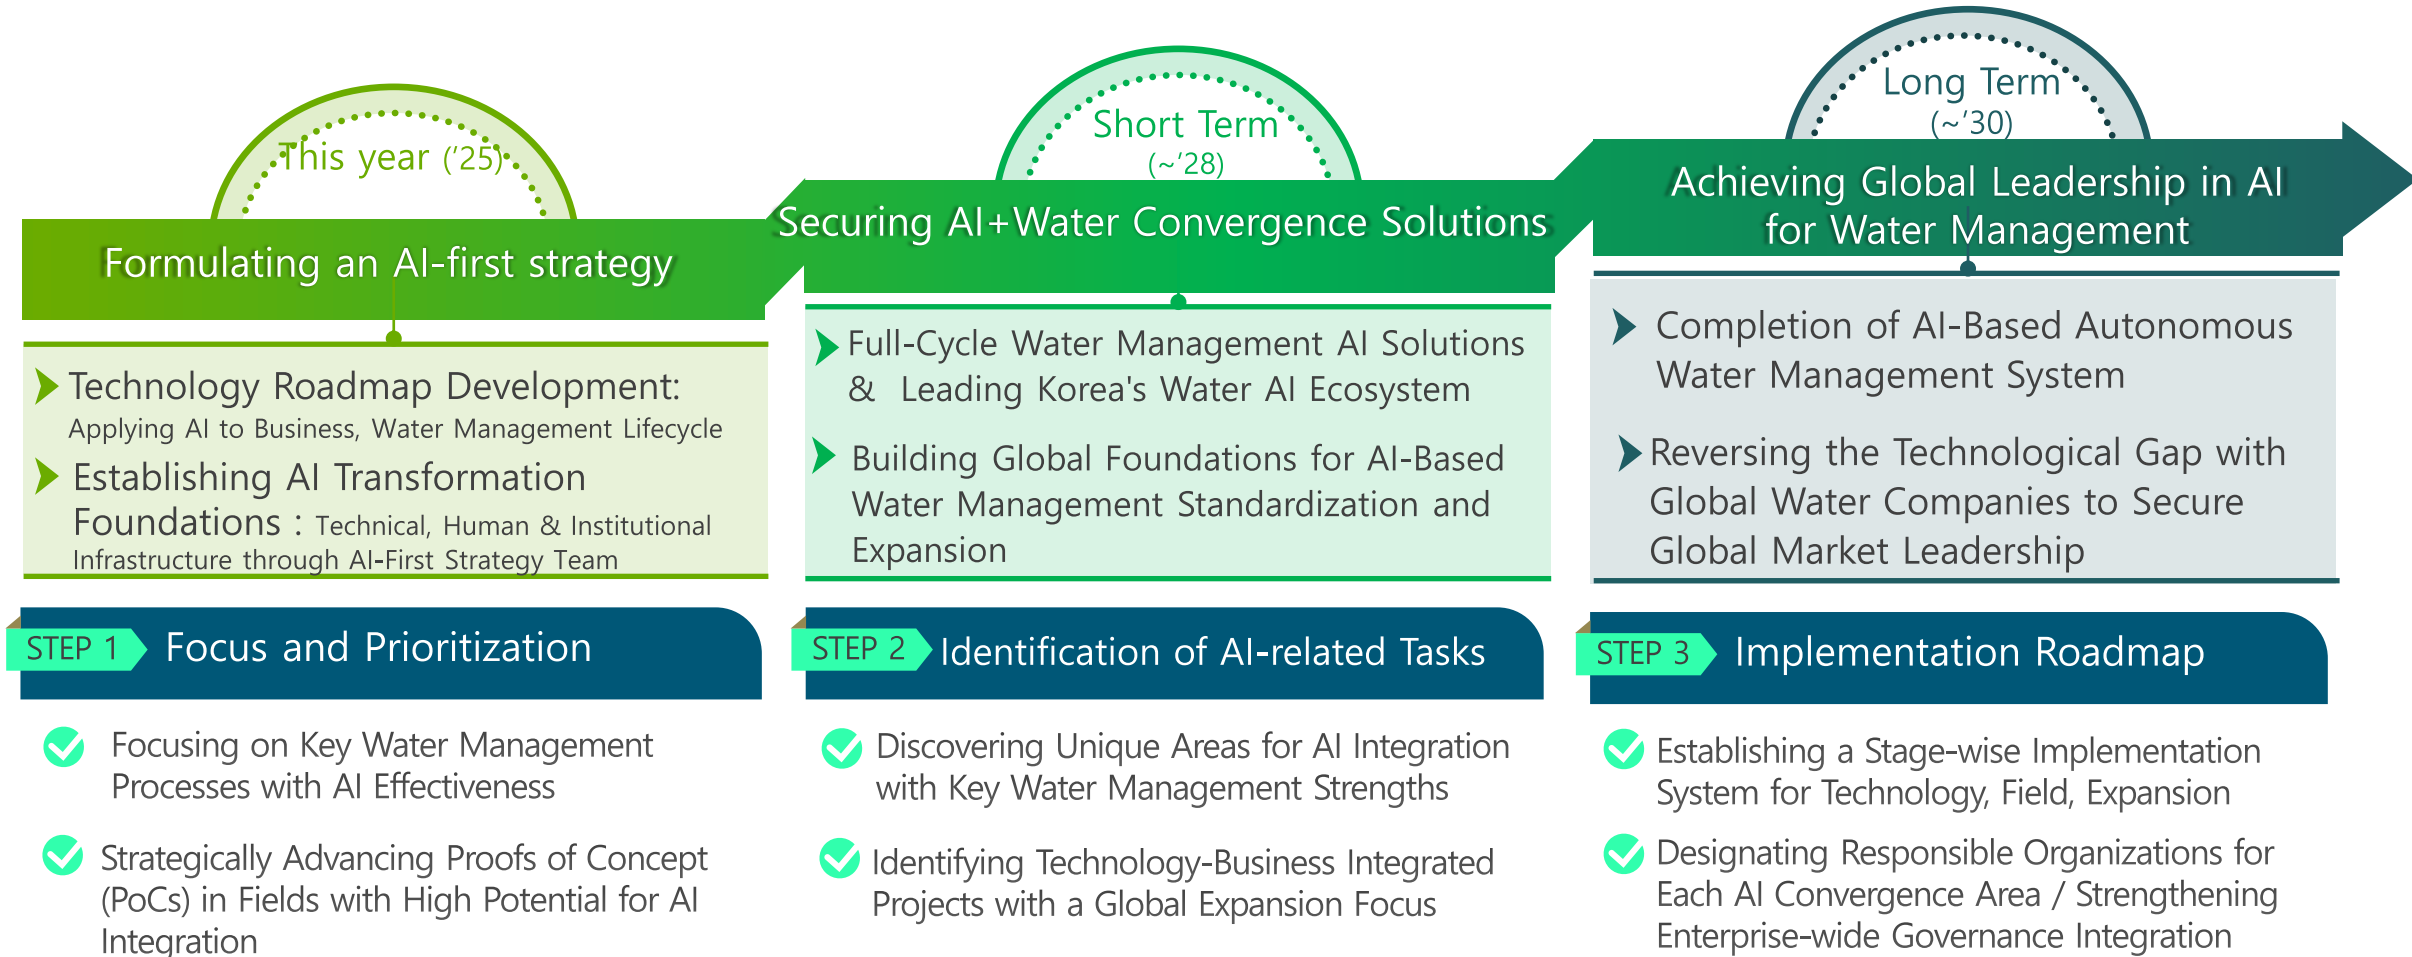 This year ('25)
Formulating an AI-first strategy
Technology Roadmap Development:
Applying AI to Business, Water Management Lifecycle
Establishing AI Transformation
Foundations : Technical, Human & Institutional
Infrastructure through AI-First Strategy Team
Short Term
(~'28)
Securing AI+Water Convergence Solutions
Full-Cycle Water Management AI Solutions
& Leading Korea's Water AI Ecosystem
Building Global Foundations for AI-Based
Water Management Standardization and
Expansion
Long Term
(~'30)
Achieving Global Leadership in AI
for Water Management
Completion of AI-Based Autonomous
Water Management System
Reversing the Technological Gap with
Global Water Companies to Secure
Global Market Leadership
STEP 1 Focus and Prioritization
Focusing on Key Water Management
Processes with AI Effectiveness
Strategically Advancing Proofs of Concept
(PoCs) in Fields with High Potential for AI
Integration
STEP 2 Identification of AI-related Tasks
Discovering Unique Areas for AI Integration
with Key Water Management Strengths
Identifying Technology-Business Integrated
Projects with a Global Expansion Focus
STEP 3 Implementation Roadmap
Establishing a Stage-wise Implementation
System for Technology, Field, Expansion
Designating Responsible Organizations for
Each AI Convergence Area / Strengthening
Enterprise-wide Governance Integration